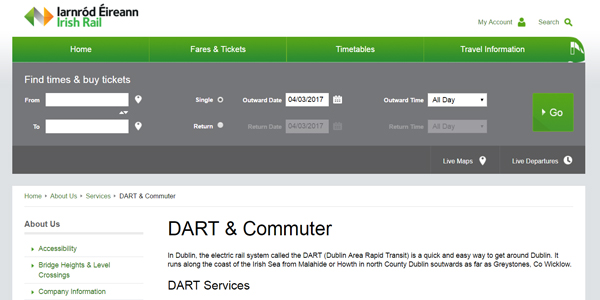 Iarnród Éireann
Irish Rail
My Account Search
Home Fares & Tickets Timetables Travel Information
Find times & buy tickets
From Single Outward Date 04/03/2017 Outward Time All Day
Go
To Return Return Date 04/03/2017 Return Time All Day
Live Maps Live Departures
Home About Us Services DART & Commuter
About Us
Accessibility
Bridge Heights & Level
Crossings
Company Information
DART & Commuter
In Dublin, the electric rail system called the DART (Dublin Area Rapid Transit) is a quick and easy way to get around Dublin. It
runs along the coast of the Irish Sea from Malahide or Howth in north County Dublin soutwards as far as Greystones, Co Wicklow.
DART Services